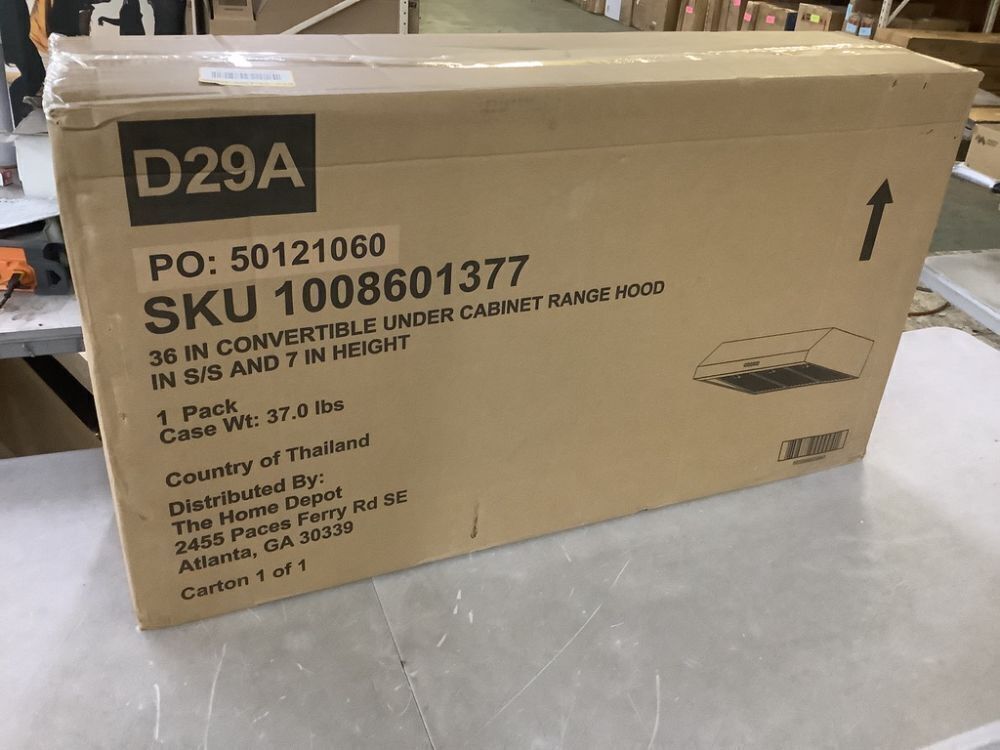 D29A
PO: 50121060
SKU 1008601377
36 IN CONVERTIBLE UNDER CABINET RANGE HOOD
IN S/S AND 7 IN HEIGHT
1 Pack
Case Wt: 37.0 lbs
Country of Thailand
Distributed By:
The Home Depot
2455 Paces Ferry Rd SE
Atlanta, GA 30339
Carton 1 of 1